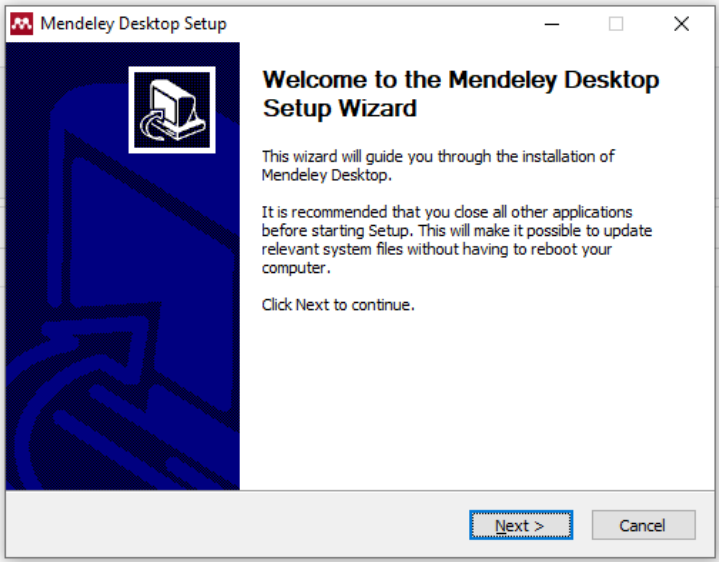 Mendeley Desktop Setup
Welcome to the Mendeley Desktop
Setup Wizard
This wizard will guide you through the installation of
Mendeley Desktop.
It is recommended that you close all other applications
before starting Setup. This will make it possible to update
relevant system files without having to reboot your
computer.
Click Next to continue.
Next >
Cancel